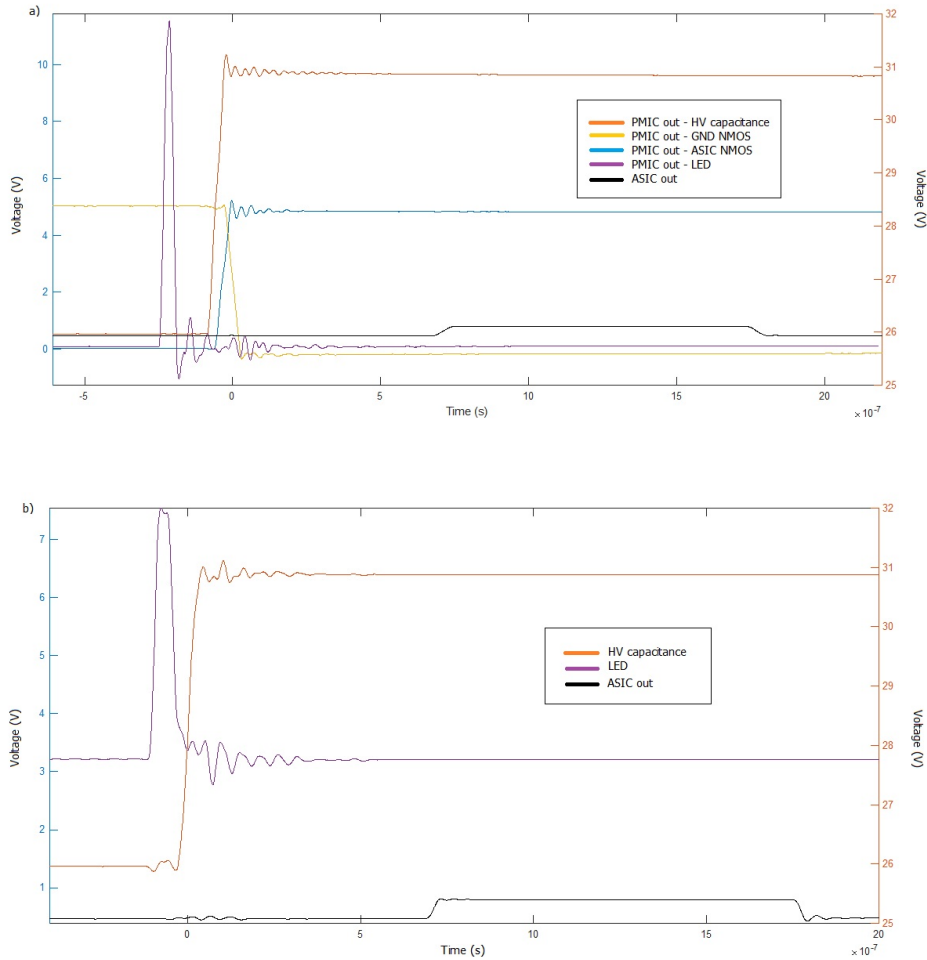 a)
32
31
30
29
28
27
26
25
10
8
6
4
2
0
Voltage (V)
Voltage (V)
PMIC out - HV capacitance
PMIC out - GND NMOS
PMIC out - ASIC NMOS
PMIC out - LED
ASIC out
-5
0
5
10
15
20
Time (s)
× 10⁻⁷
b)
32
31
30
29
28
27
26
25
7
6
5
4
3
2
1
Voltage (V)
Voltage (V)
HV capacitance
LED
ASIC out
0
5
10
15
20
Time (s)
× 10⁻⁷